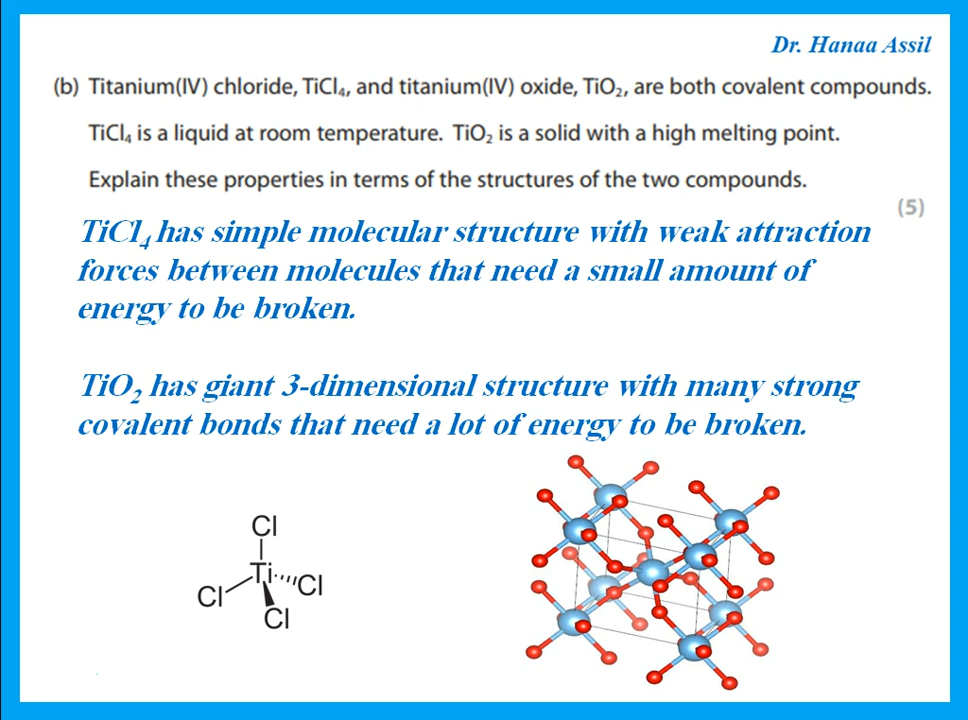 Dr. Hanaa Assil
(b) Titanium(IV) chloride, TiCl₄, and titanium(IV) oxide, TiO₂, are both covalent compounds.
TiCl₄ is a liquid at room temperature. TiO₂ is a solid with a high melting point.
Explain these properties in terms of the structures of the two compounds.
(5)
TiCl₄ has simple molecular structure with weak attraction
forces between molecules that need a small amount of
energy to be broken.
TiO₂ has giant 3-dimensional structure with many strong
covalent bonds that need a lot of energy to be broken.
Cl
Ti
Cl
Cl
Cl